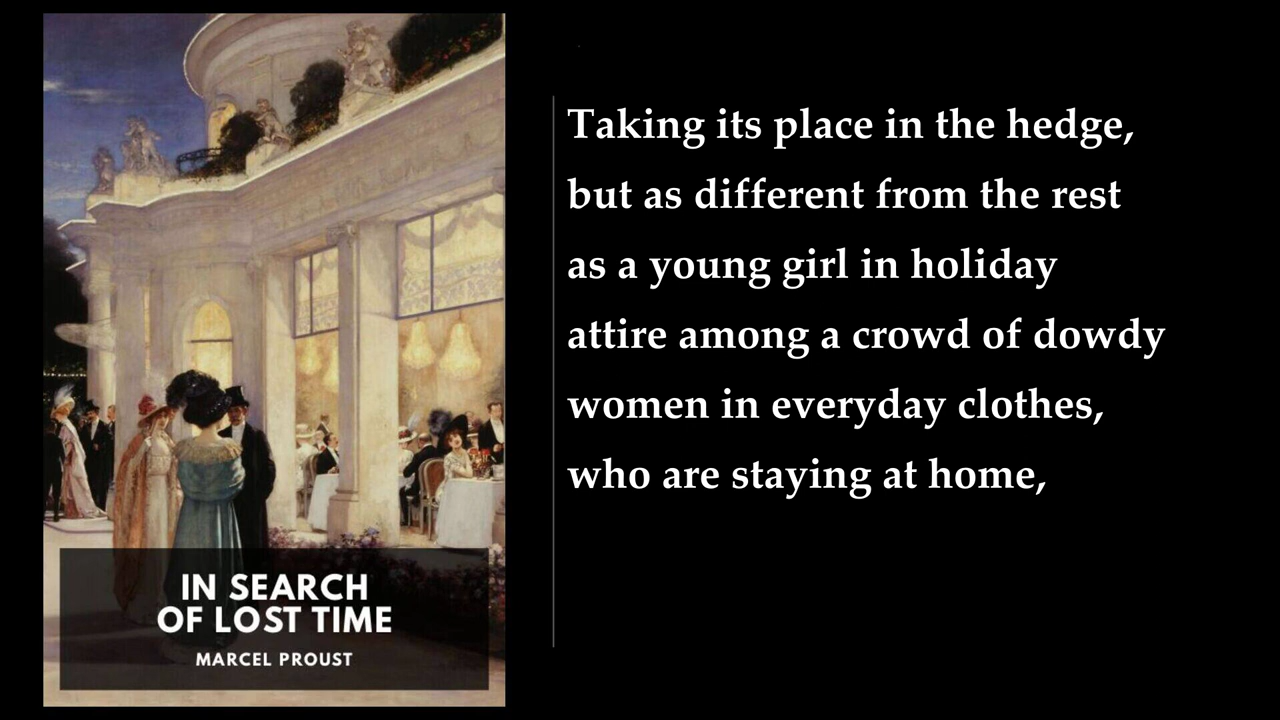 Taking its place in the hedge,
but as different from the rest
as a young girl in holiday
attire among a crowd of dowdy
women in everyday clothes,
who are staying at home,
IN SEARCH
OF LOST TIME
MARCEL PROUST